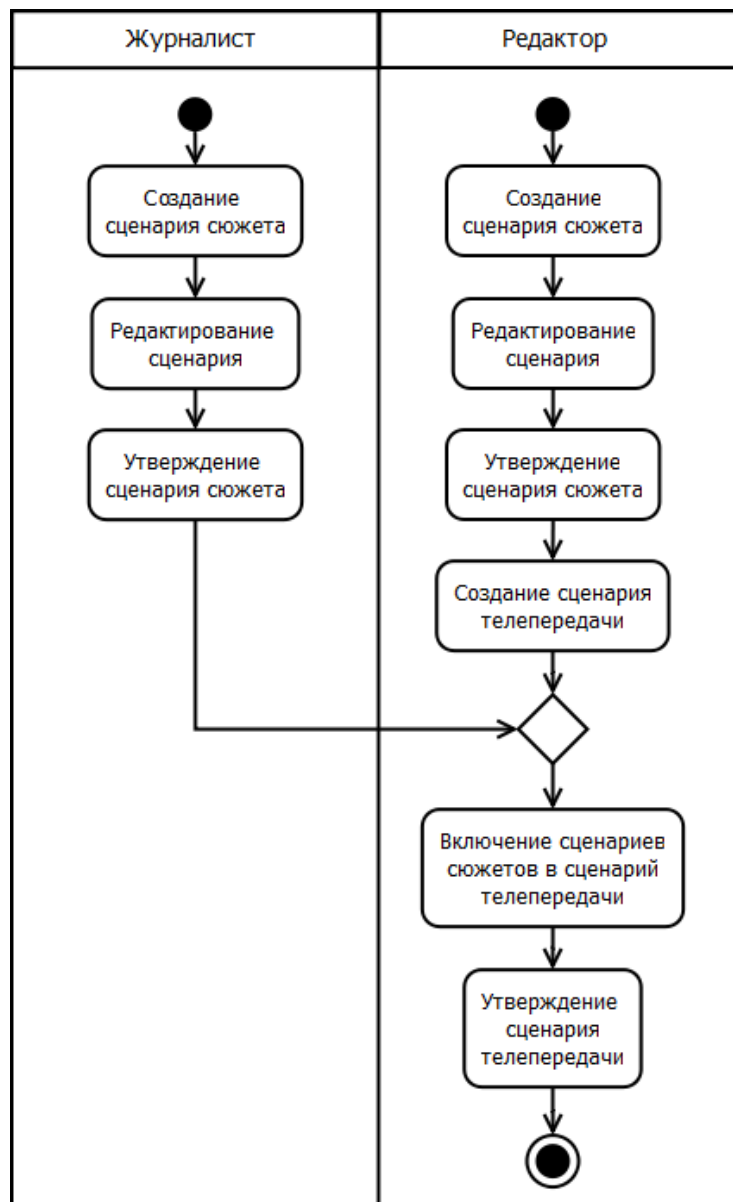 Журналист
Редактор
Создание
сценария сюжета
Редактирование
сценария
Утверждение
сценария сюжета
Создание
сценария сюжета
Редактирование
сценария
Утверждение
сценария сюжета
Создание сценария
телепередачи
Включение сценариев
сюжетов в сценарий
телепередачи
Утверждение
сценария
телепередачи